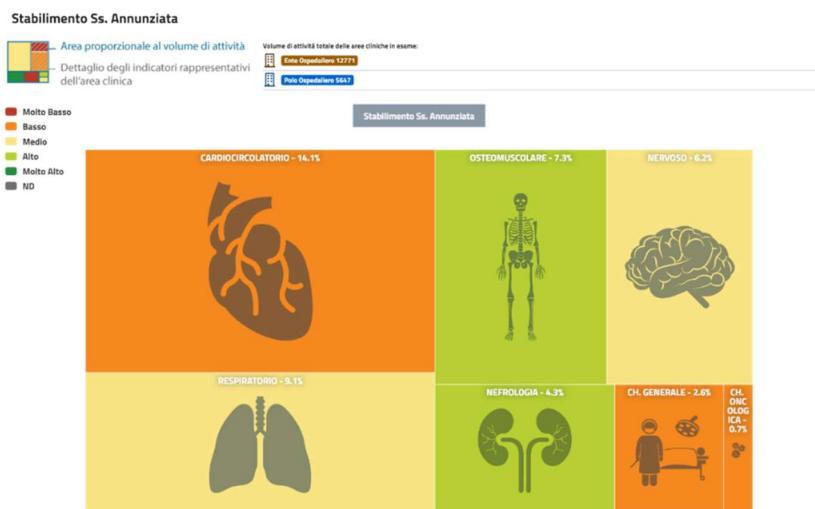 Stabilimento Ss. Annunziata
Area proporzionale al volume di attività
Dettaglio degli indicatori rappresentativi
dell'area clinica
Volume di attività totale delle aree cliniche in esame:
Ente Ospedaliero 12771
Polo Ospedaliero 5647
Stabilimento Ss. Annunziata
Molto Basso
Basso
Medio
Alto
Molto Alto
ND
CARDIOCIRCOLATORIO - 14.1%
OSTEOMUSCOLARE - 7.3%
NERVOSO - 6.2%
RESPIRATORIO - 9.1%
NEFROLOGIA - 4.3%
CH. GENERALE - 2.6%
CH.
ONC
OLOG
ICA -
0.7%